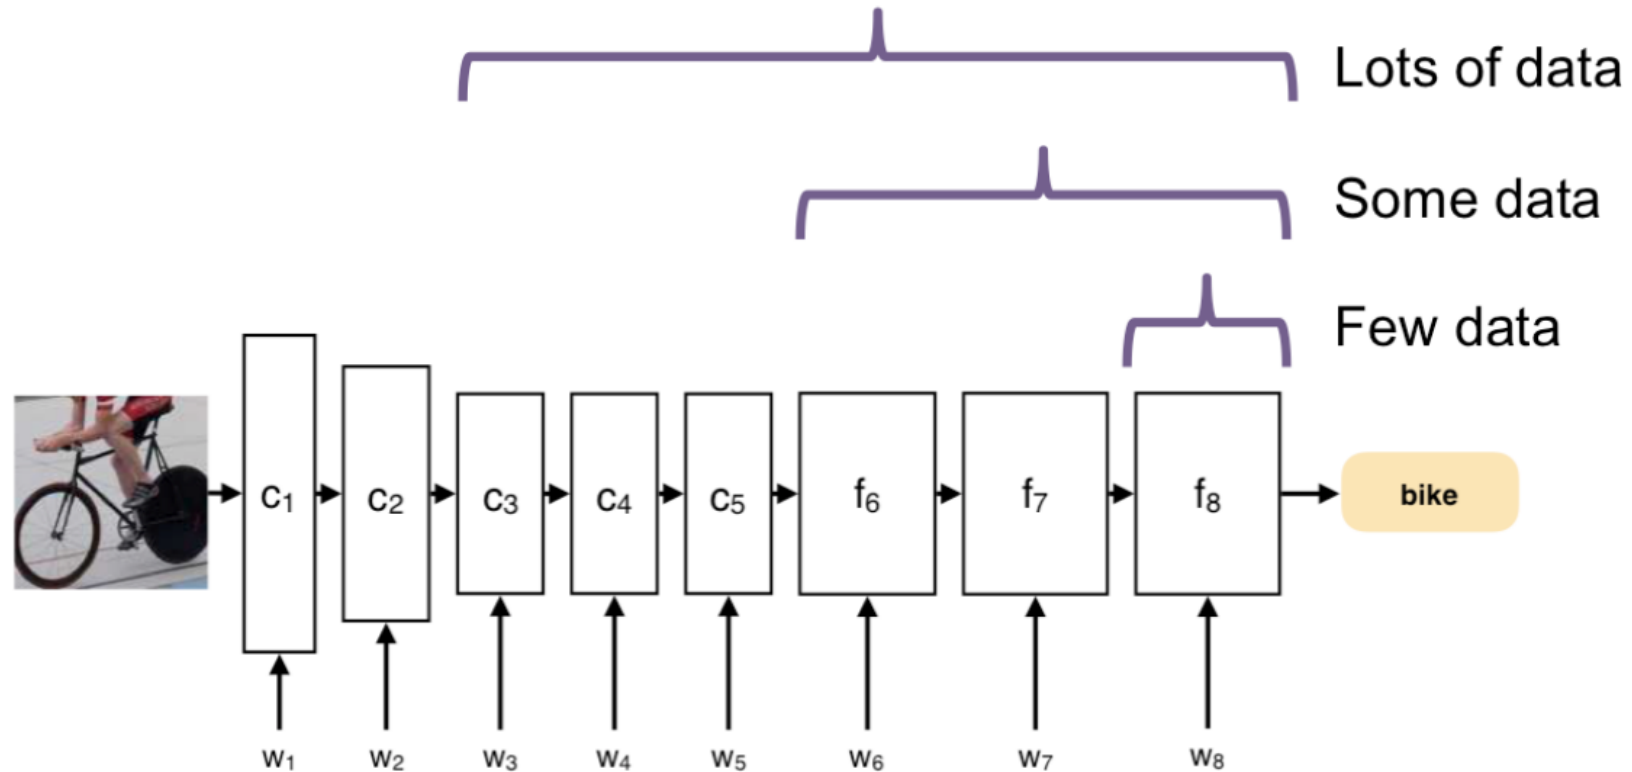 Lots of data
Some data
Few data
c₁ c₂ c₃ c₄ c₅ f₆ f₇ f₈ bike
w₁ w₂ w₃ w₄ w₅ w₆ w₇ w₈